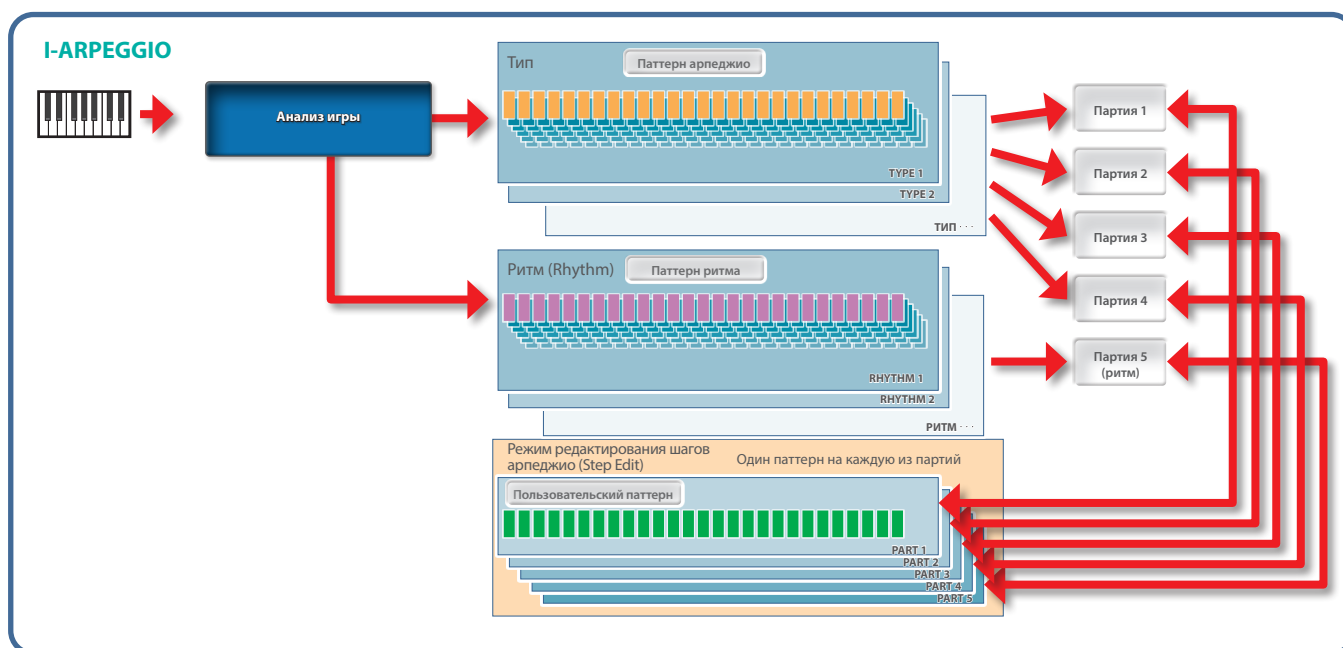 I-ARPEGGIO
Анализ игры
Тип
Паттерн арпеджио
TYPE 1
TYPE 2
ТИП · · ·
Ритм (Rhythm)
Паттерн ритма
RHYTHM 1
RHYTHM 2
РИТМ · · ·
Партия 1
Партия 2
Партия 3
Партия 4
Партия 5
(ритм)
Режим редактирования шагов
арпеджио (Step Edit)
Один паттерн на каждую из партий
Пользовательский паттерн
PART 1
PART 2
PART 3
PART 4
PART 5